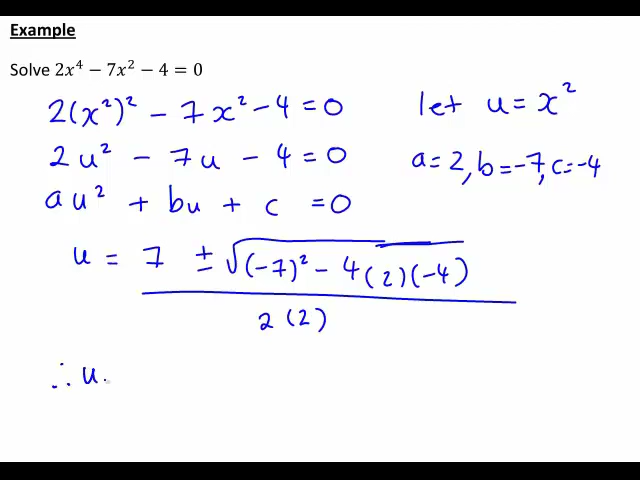 Example
Solve 2x⁴ − 7x² − 4 = 0
2(x²)² − 7x² − 4 = 0 let u = x²
2u² − 7u − 4 = 0 a = 2, b = −7, c = −4
au² + bu + c = 0
u = 7 ± √(−7)² − 4(2)(−4)
2(2)
∴ u.